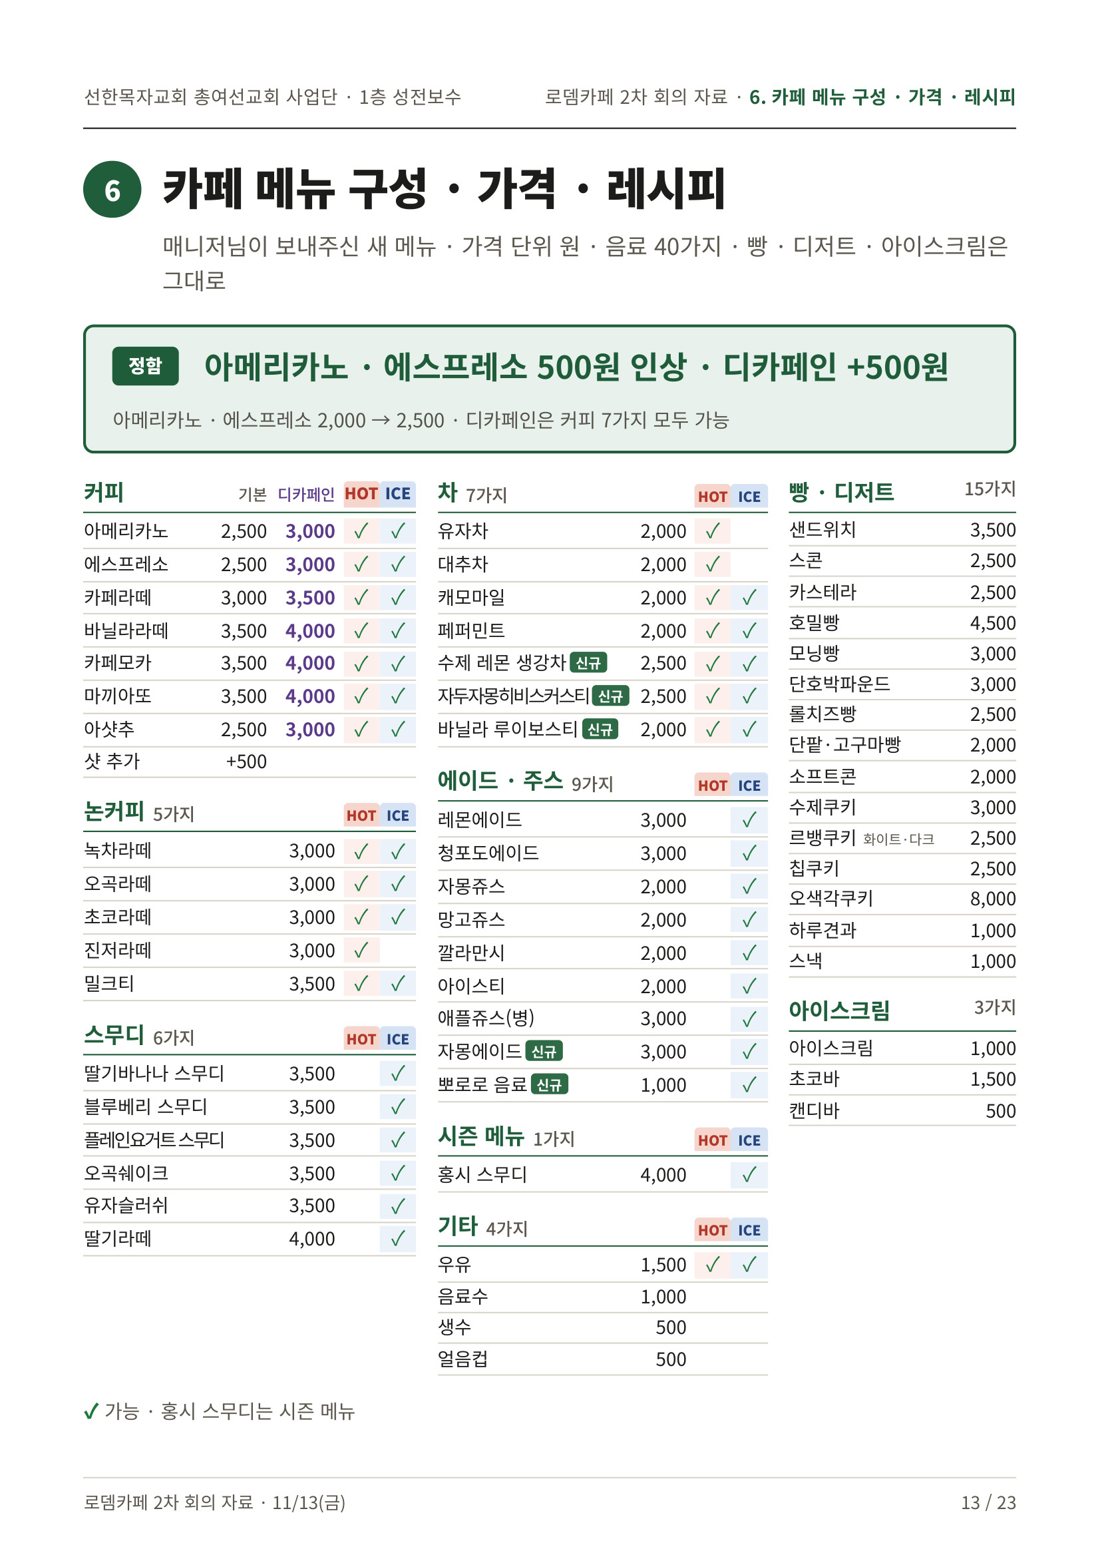 선한목자교회 총여선교회 사업단 · 1층 성전보수
로뎀카페 2차 회의 자료 · 6. 카페 메뉴 구성 · 가격 · 레시피
6 카페 메뉴 구성 · 가격 · 레시피
매니저님이 보내주신 새 메뉴 · 가격 단위 원 · 음료 40가지 · 빵 · 디저트 · 아이스크림은
그대로
정함 아메리카노 · 에스프레소 500원 인상 · 디카페인 +500원
아메리카노 · 에스프레소 2,000 → 2,500 · 디카페인은 커피 7가지 모두 가능
커피 기본 디카페인 HOT ICE
아메리카노 2,500 3,000 ✓ ✓
에스프레소 2,500 3,000 ✓ ✓
카페라떼 3,000 3,500 ✓ ✓
바닐라라떼 3,500 4,000 ✓ ✓
카페모카 3,500 4,000 ✓ ✓
마끼아또 3,500 4,000 ✓ ✓
아샷추 2,500 3,000 ✓ ✓
샷 추가 +500
논커피 5가지 HOT ICE
녹차라떼 3,000 ✓ ✓
오곡라떼 3,000 ✓ ✓
초코라떼 3,000 ✓ ✓
진저라떼 3,000 ✓
밀크티 3,500 ✓ ✓
스무디 6가지 HOT ICE
딸기바나나 스무디 3,500 ✓
블루베리 스무디 3,500 ✓
플레인요거트 스무디 3,500 ✓
오곡쉐이크 3,500 ✓
유자슬러쉬 3,500 ✓
딸기라떼 4,000 ✓
차 7가지 HOT ICE
유자차 2,000 ✓
대추차 2,000 ✓
캐모마일 2,000 ✓ ✓
페퍼민트 2,000 ✓ ✓
수제 레몬 생강차 신규 2,500 ✓ ✓
자두자몽히비스커스티 신규 2,500 ✓ ✓
바닐라 루이보스티 신규 2,000 ✓ ✓
에이드 · 주스 9가지 HOT ICE
레몬에이드 3,000 ✓
청포도에이드 3,000 ✓
자몽쥬스 2,000 ✓
망고쥬스 2,000 ✓
깔라만시 2,000 ✓
아이스티 2,000 ✓
애플쥬스(병) 3,000 ✓
자몽에이드 신규 3,000 ✓
뽀로로 음료 신규 1,000 ✓
시즌 메뉴 1가지 HOT ICE
홍시 스무디 4,000 ✓
기타 4가지 HOT ICE
우유 1,500 ✓ ✓
음료수 1,000
생수 500
얼음컵 500
빵 · 디저트 15가지
샌드위치 3,500
스콘 2,500
카스테라 2,500
호밀빵 4,500
모닝빵 3,000
단호박파운드 3,000
롤치즈빵 2,500
단팥·고구마빵 2,000
소프트콘 2,000
수제쿠키 3,000
르뱅쿠키 화이트·다크 2,500
칩쿠키 2,500
오색각쿠키 8,000
하루견과 1,000
스낵 1,000
아이스크림 3가지
아이스크림 1,000
초코바 1,500
캔디바 500
✓ 가능 · 홍시 스무디는 시즌 메뉴
로뎀카페 2차 회의 자료 · 11/13(금)
13 / 23